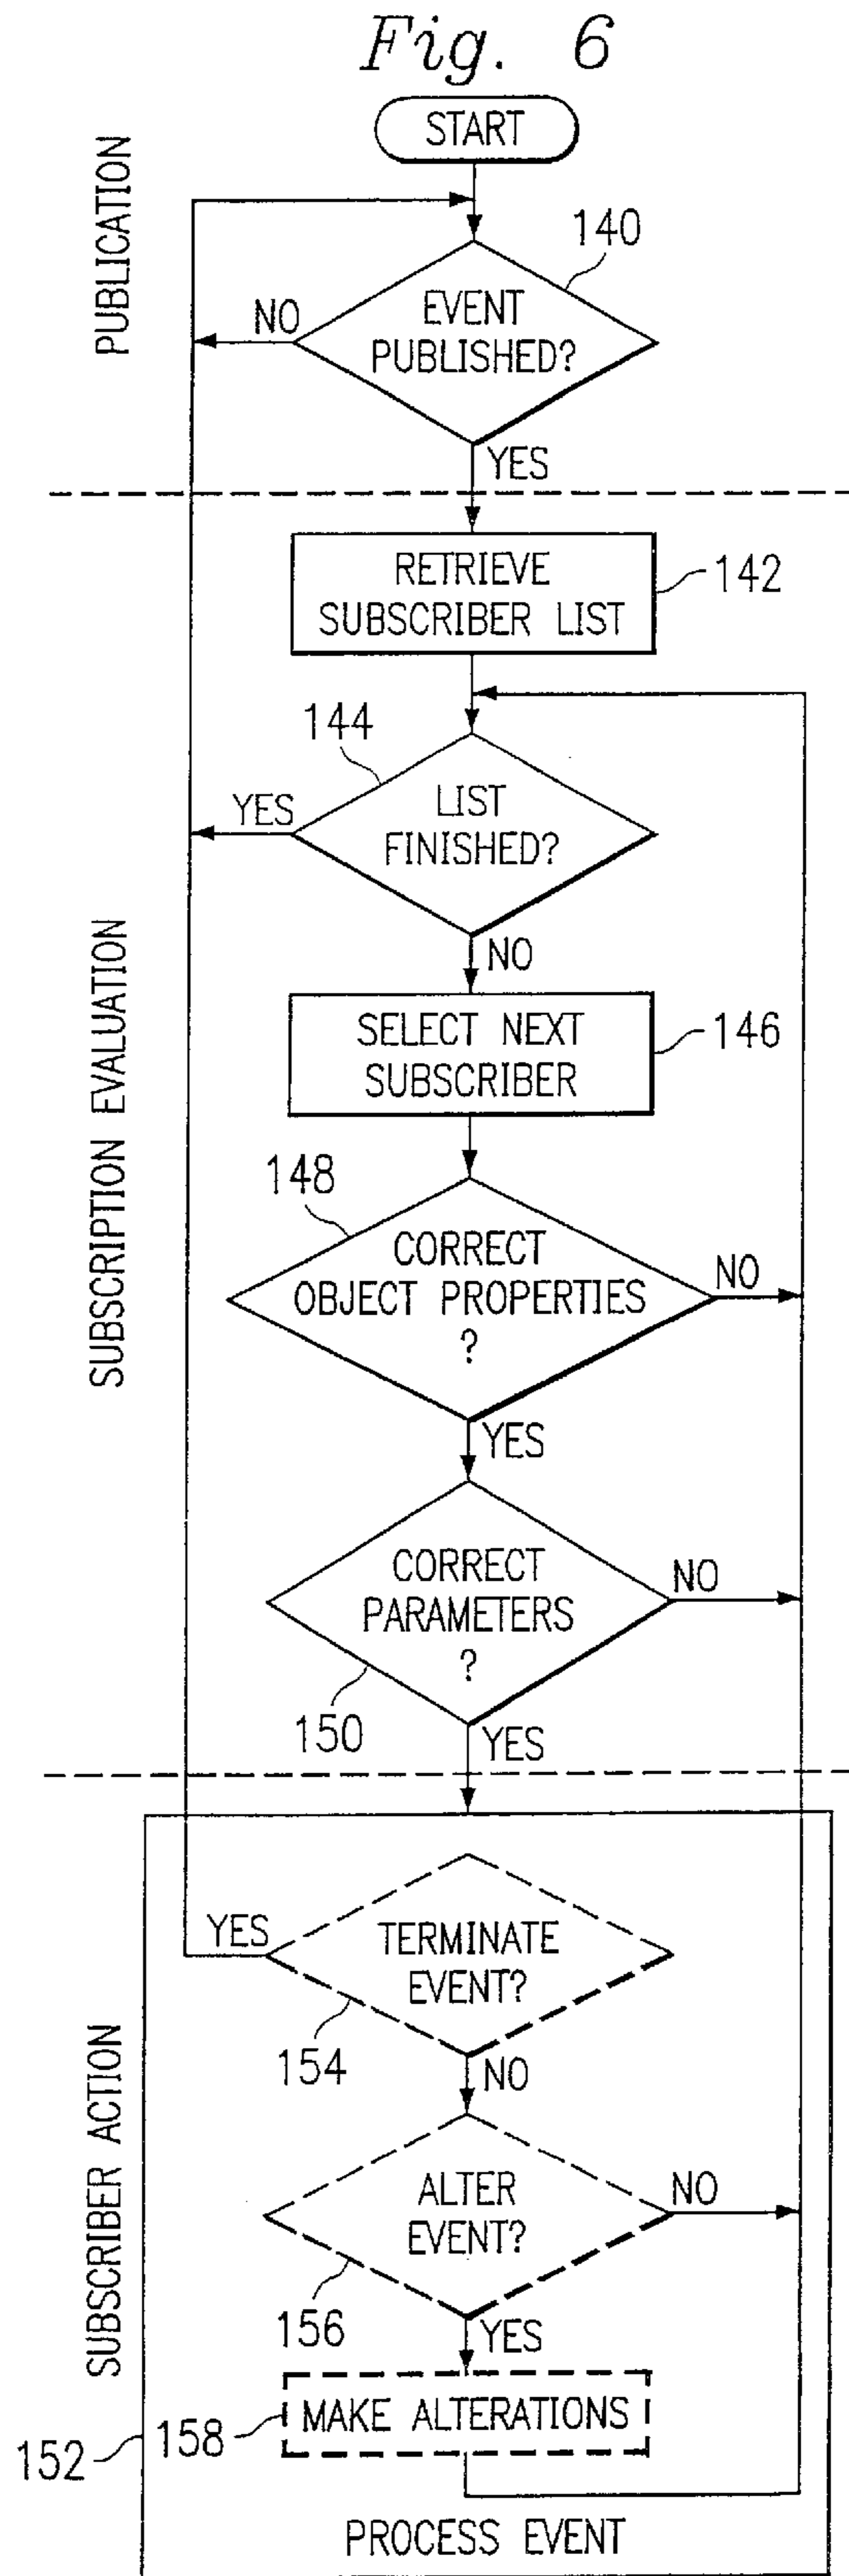 Fig. 6
START
PUBLICATION
140
EVENT
PUBLISHED?
NO
YES
RETRIEVE
SUBSCRIBER LIST
142
144
LIST
FINISHED?
YES
NO
SUBSCRIPTION EVALUATION
SELECT NEXT
SUBSCRIBER
146
148
CORRECT
OBJECT PROPERTIES
?
NO
YES
CORRECT
PARAMETERS
?
NO
150
YES
SUBSCRIBER ACTION
TERMINATE
EVENT?
YES
154
NO
ALTER
EVENT?
NO
156
YES
MAKE ALTERATIONS
158
152
PROCESS EVENT